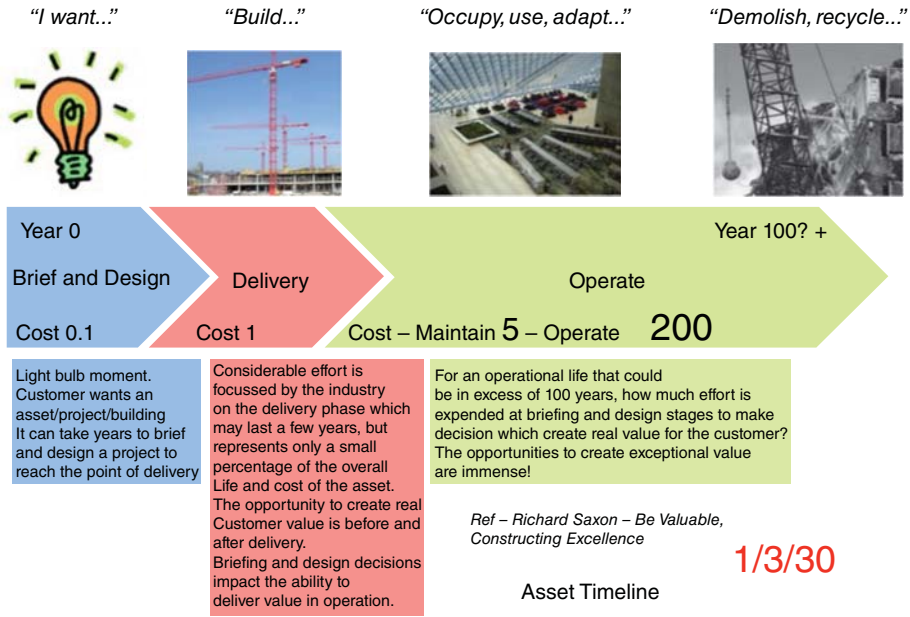 “I want...”
“Build...”
“Occupy, use, adapt...”
“Demolish, recycle...”
Year 0
Year 100? +
Brief and Design
Delivery
Operate
Cost 0.1
Cost 1
Cost – Maintain 5 – Operate 200
Light bulb moment.
Customer wants an
asset/project/building
It can take years to brief
and design a project to
reach the point of delivery
Considerable effort is
focussed by the industry
on the delivery phase which
may last a few years, but
represents only a small
percentage of the overall
Life and cost of the asset.
The opportunity to create real
Customer value is before and
after delivery.
Briefing and design decisions
impact the ability to
deliver value in operation.
For an operational life that could
be in excess of 100 years, how much effort is
expended at briefing and design stages to make
decision which create real value for the customer?
The opportunities to create exceptional value
are immense!
Ref – Richard Saxon – Be Valuable,
Constructing Excellence
1/3/30
Asset Timeline